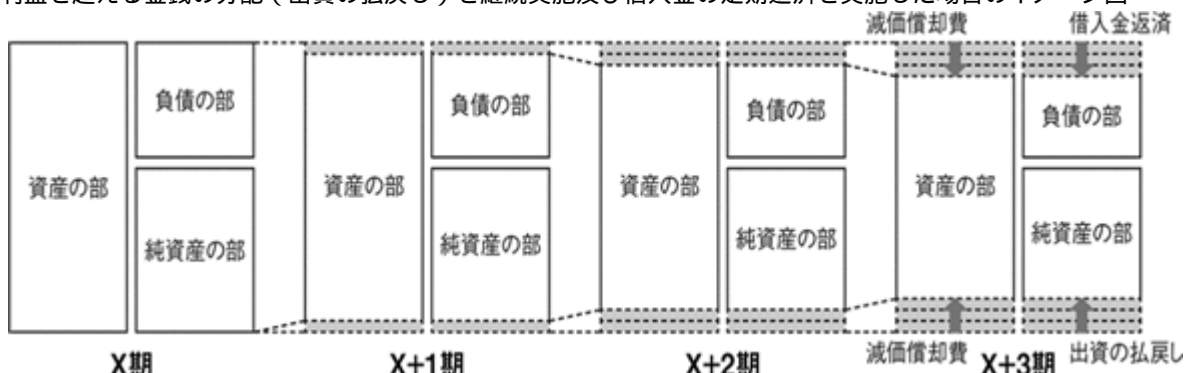 利益を超える金銭の分配（出資の払戻し）を継続実施及び借入金の定期返済を実施した場合のイメージ図
減価償却費 借入金返済
資産の部 負債の部 純資産の部
資産の部 負債の部 純資産の部
資産の部 負債の部 純資産の部
資産の部 負債の部 純資産の部
減価償却費 出資の払戻し
X期 X+1期 X+2期 X+3期